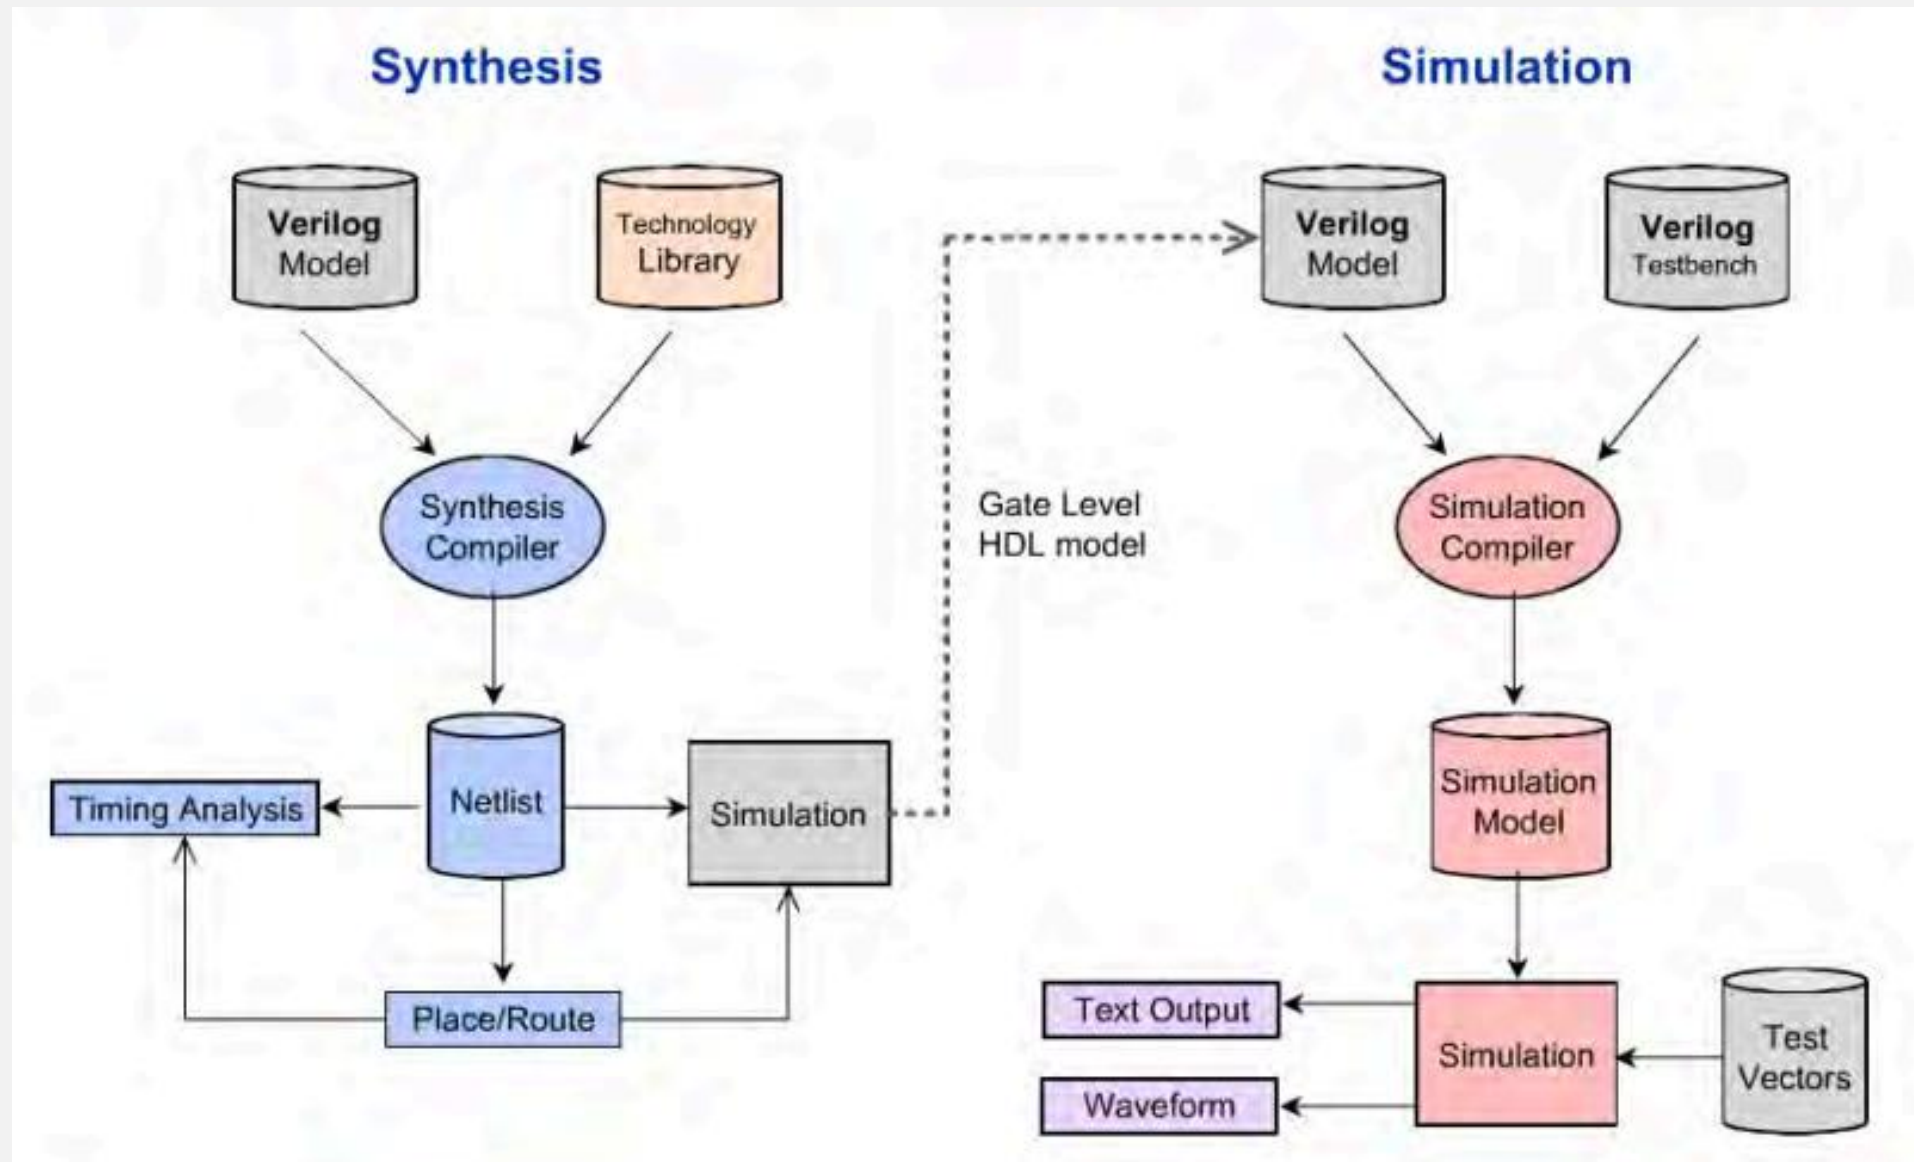 Synthesis
Simulation
Verilog
Model
Technology
Library
Verilog
Model
Verilog
Testbench
Synthesis
Compiler
Gate Level
HDL model
Simulation
Compiler
Timing Analysis
Netlist
Simulation
Simulation
Model
Place/Route
Text Output
Waveform
Simulation
Test
Vectors